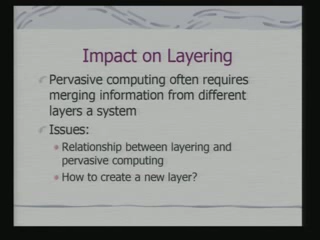 Impact on Layering
Pervasive computing often requires
merging information from different
layers a system
Issues:
Relationship between layering and
pervasive computing
How to create a new layer?